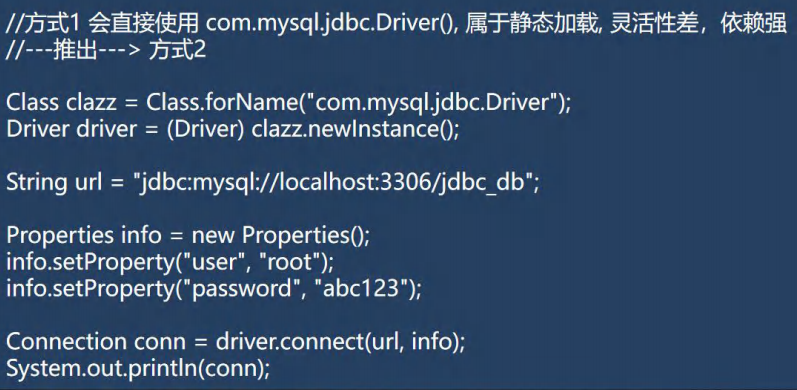 //方式1 会直接使用 com.mysql.jdbc.Driver(), 属于静态加载, 灵活性差，依赖强
//---推出---> 方式2
Class clazz = Class.forName("com.mysql.jdbc.Driver");
Driver driver = (Driver) clazz.newInstance();
String url = "jdbc:mysql://localhost:3306/jdbc_db";
Properties info = new Properties();
info.setProperty("user", "root");
info.setProperty("password", "abc123");
Connection conn = driver.connect(url, info);
System.out.println(conn);